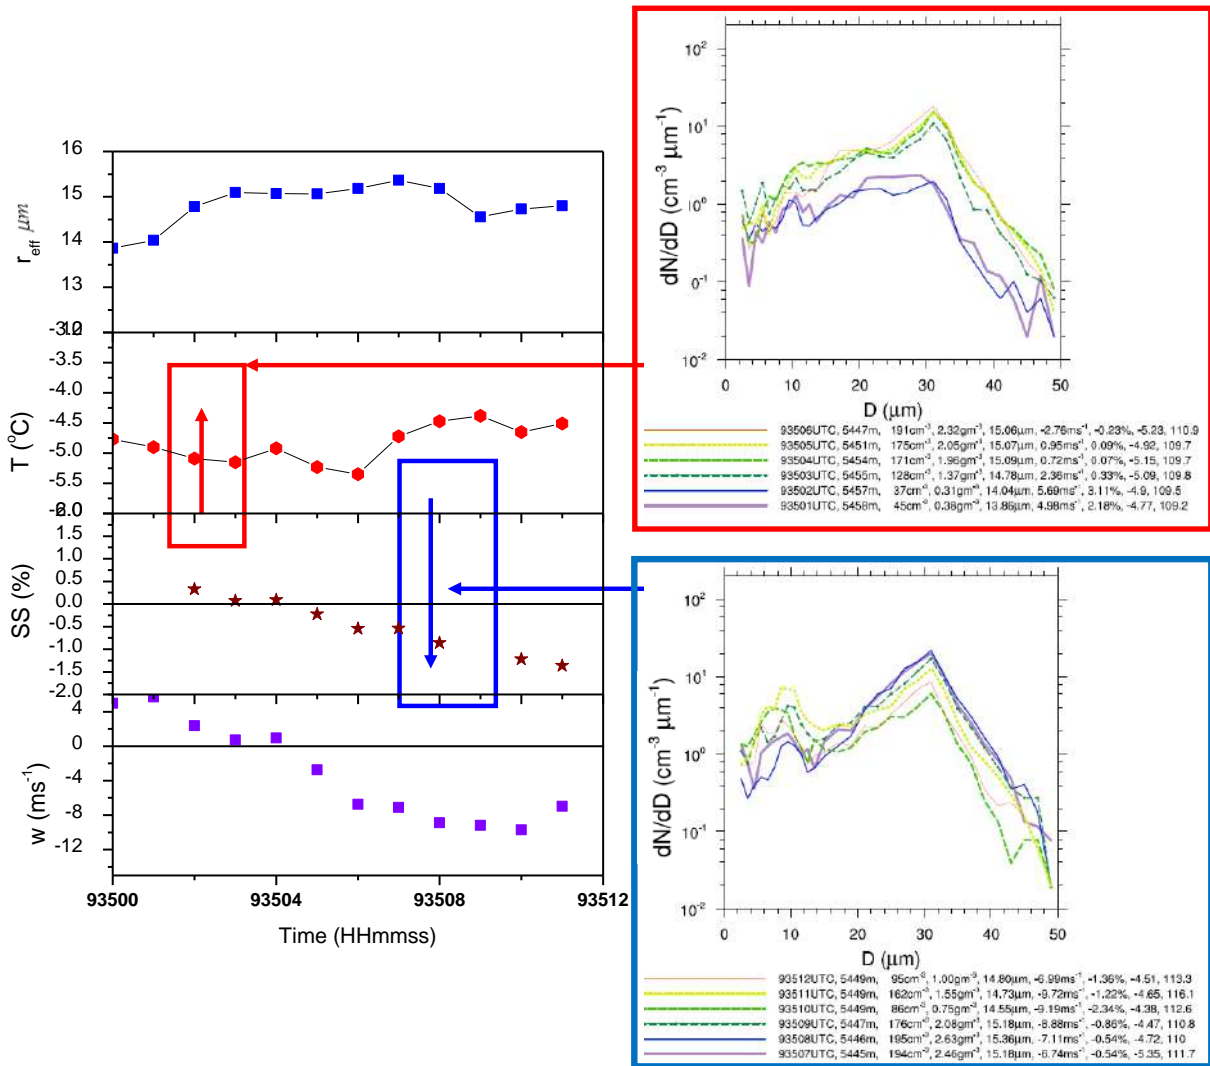 16
15
14
13
12
r_eff μm
-3.0
-3.5
-4.0
-4.5
-5.0
-5.5
-6.0
T (°C)
2.0
1.5
1.0
0.5
0.0
-0.5
-1.0
-1.5
-2.0
SS (%)
4
0
-4
-8
-12
w (ms⁻¹)
93500 93504 93508 93512
Time (HHmmss)
10²
10¹
10⁰
10⁻¹
10⁻²
dN/dD (cm⁻³ μm⁻¹)
0 10 20 30 40 50
D (μm)
93506UTC, 5447m, 191cm⁻³, 2.32gm⁻³, 15.06μm, -2.76ms⁻¹, -0.23%, -5.23, 110.9
93505UTC, 5451m, 175cm⁻³, 2.05gm⁻³, 15.07μm, 0.95ms⁻¹, 0.09%, -4.92, 109.7
93504UTC, 5454m, 171cm⁻³, 1.96gm⁻³, 15.09μm, 0.72ms⁻¹, 0.07%, -5.15, 109.7
93503UTC, 5455m, 128cm⁻³, 1.37gm⁻³, 14.78μm, 2.36ms⁻¹, 0.33%, -5.09, 109.8
93502UTC, 5457m, 37cm⁻³, 0.31gm⁻³, 14.04μm, 5.69ms⁻¹, 3.11%, -4.9, 109.5
93501UTC, 5458m, 45cm⁻³, 0.38gm⁻³, 13.86μm, 4.98ms⁻¹, 2.18%, -4.77, 109.2
10²
10¹
10⁰
10⁻¹
10⁻²
dN/dD (cm⁻³ μm⁻¹)
0 10 20 30 40 50
D (μm)
93512UTC, 5449m, 95cm⁻³, 1.00gm⁻³, 14.80μm, -6.99ms⁻¹, -1.36%, -4.51, 113.3
93511UTC, 5449m, 162cm⁻³, 1.55gm⁻³, 14.73μm, -9.72ms⁻¹, -1.22%, -4.65, 116.1
93510UTC, 5449m, 86cm⁻³, 0.75gm⁻³, 14.55μm, -9.19ms⁻¹, -2.34%, -4.38, 112.6
93509UTC, 5447m, 176cm⁻³, 2.08gm⁻³, 15.18μm, -8.88ms⁻¹, -0.86%, -4.47, 110.8
93508UTC, 5446m, 195cm⁻³, 2.63gm⁻³, 15.36μm, -7.11ms⁻¹, -0.54%, -4.72, 110
93507UTC, 5445m, 194cm⁻³, 2.46gm⁻³, 15.18μm, -6.74ms⁻¹, -0.54%, -5.35, 111.7